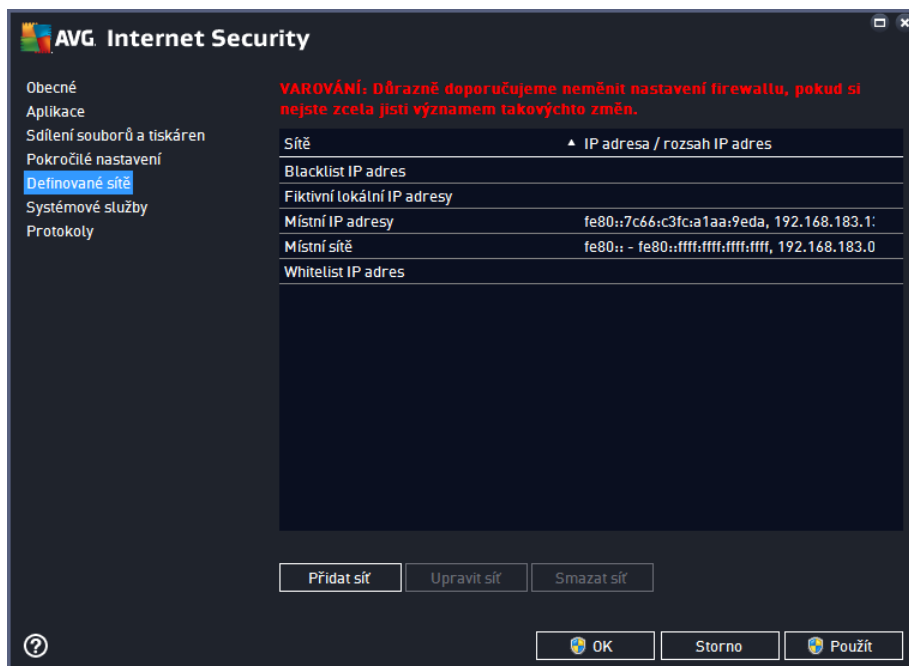 AVG. Internet Security
Obecné
Aplikace
Sdílení souborů a tiskáren
Pokročilé nastavení
Definované sítě
Systémové služby
Protokoly
VAROVÁNÍ: Důrazně doporučujeme neměnit nastavení firewallu, pokud si
nejste zcela jisti významem takovýchto změn.
Sítě IP adresa / rozsah IP adres
Blacklist IP adres
Fiktivní lokální IP adresy
Místní IP adresy fe80::7c66:c3fc:a1aa:9eda, 192.168.183.1
Místní sítě fe80:: - fe80::ffff:ffff:ffff:ffff, 192.168.183.0
Whitelist IP adres
Přidat síť Upravit síť Smazat síť
OK Storno Použít